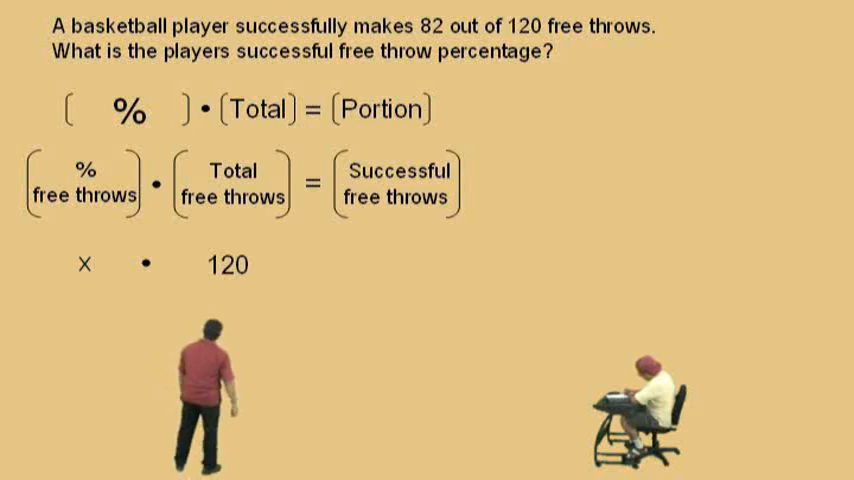 A basketball player successfully makes 82 out of 120 free throws.
What is the players successful free throw percentage?
( % ) • (Total) = (Portion)
(% free throws) • (Total free throws) = (Successful free throws)
x • 120